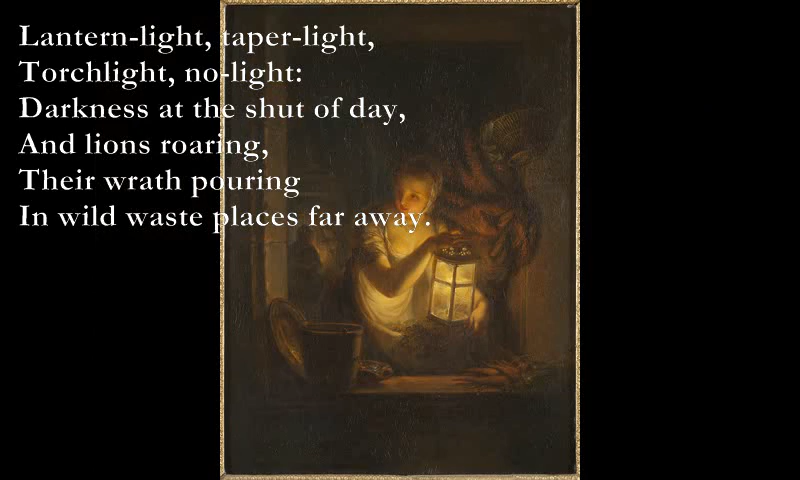 Lantern-light, taper-light,
Torchlight, no-light:
Darkness at the shut of day,
And lions roaring,
Their wrath pouring
In wild waste places far away.